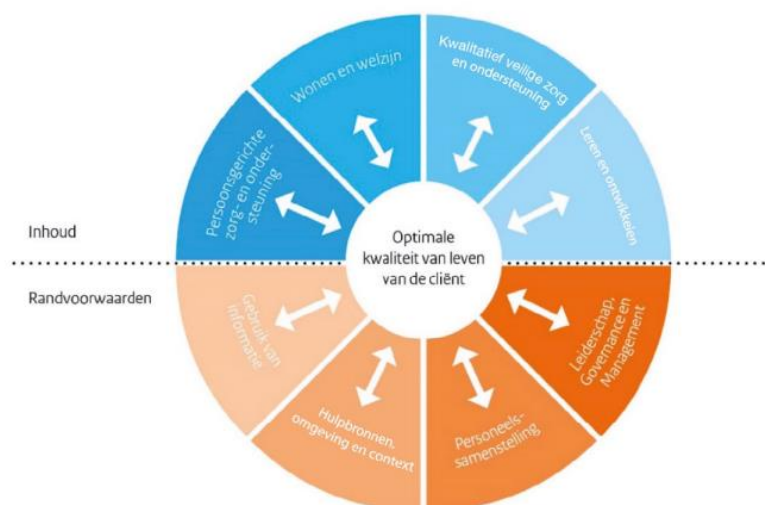 Wonen en welzijn
Kwalitatief veilige zorg
en ondersteuning
Persoonsgerichte
zorg- en onder-
steuning
Leren en ontwikkelen
Inhoud
Optimale
kwaliteit van leven
van de cliënt
Randvoorwaarden
Gebruik van
informatie
Leiderschap,
Governance en
Management
Hulpbronnen,
omgeving en context
Personeels-
samenstelling